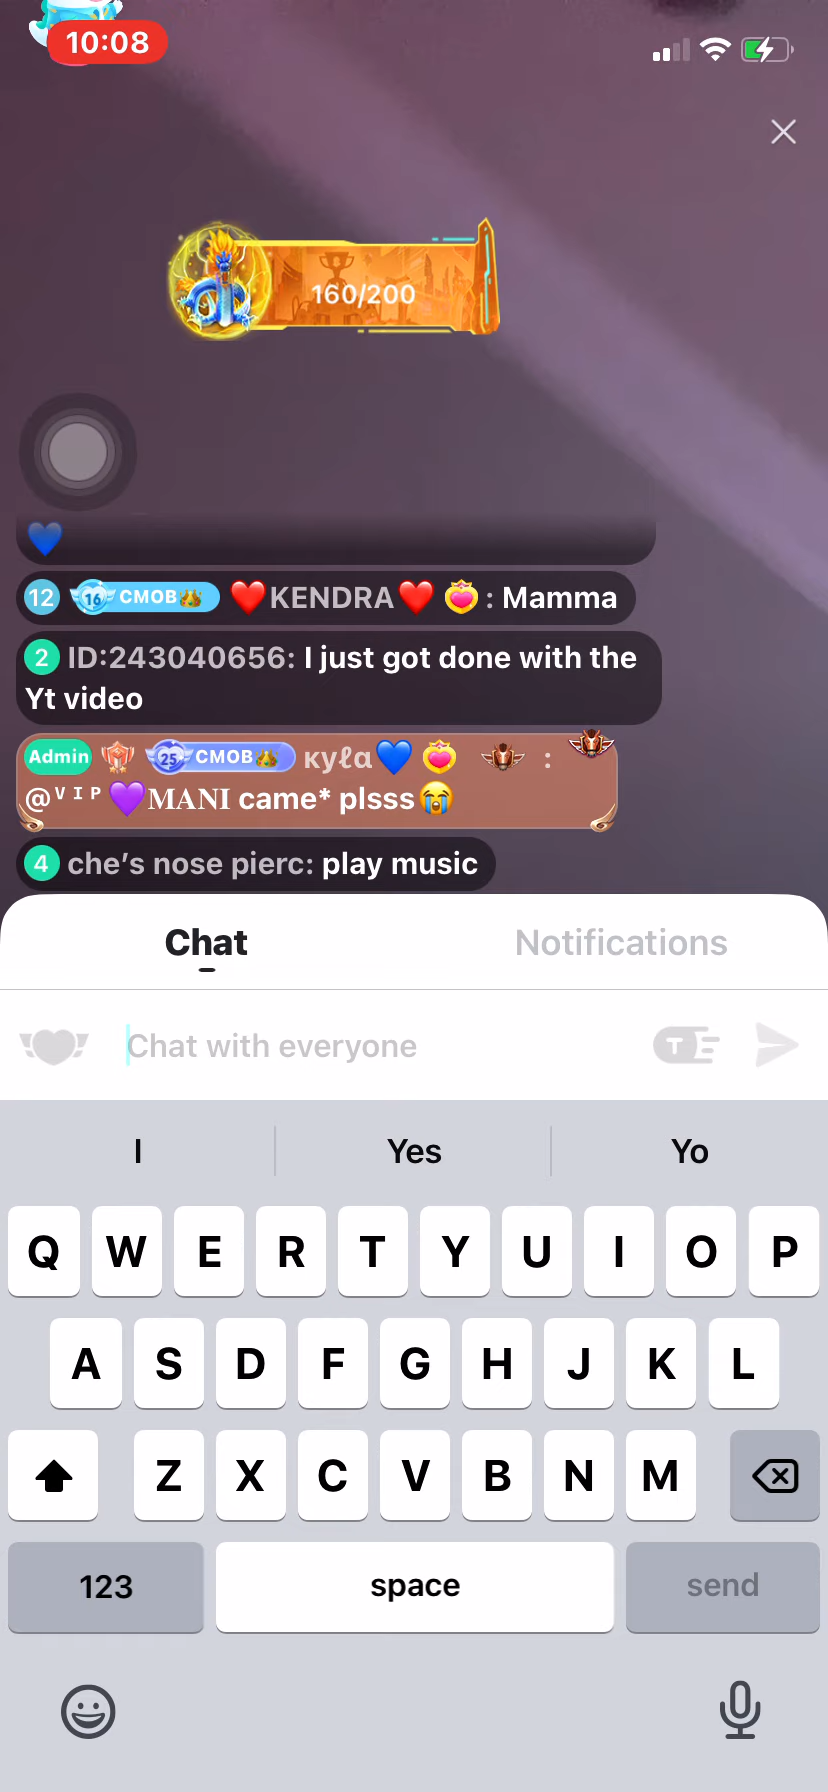 10:08
160/200
💙
12 16 CMOB👑 ❤️KENDRA❤️ : Mamma
2 ID:243040656: I just got done with the
Yt video
Admin 25 CMOB👑 ĸyℓα💙 :
@ⱽᴵᴾ💜𝐌𝐀𝐍𝐈 came* plsss😭
4 che’s nose pierc: play music
Chat Notifications
Chat with everyone T
I Yes Yo
Q W E R T Y U I O P
A S D F G H J K L
Z X C V B N M
123 space send